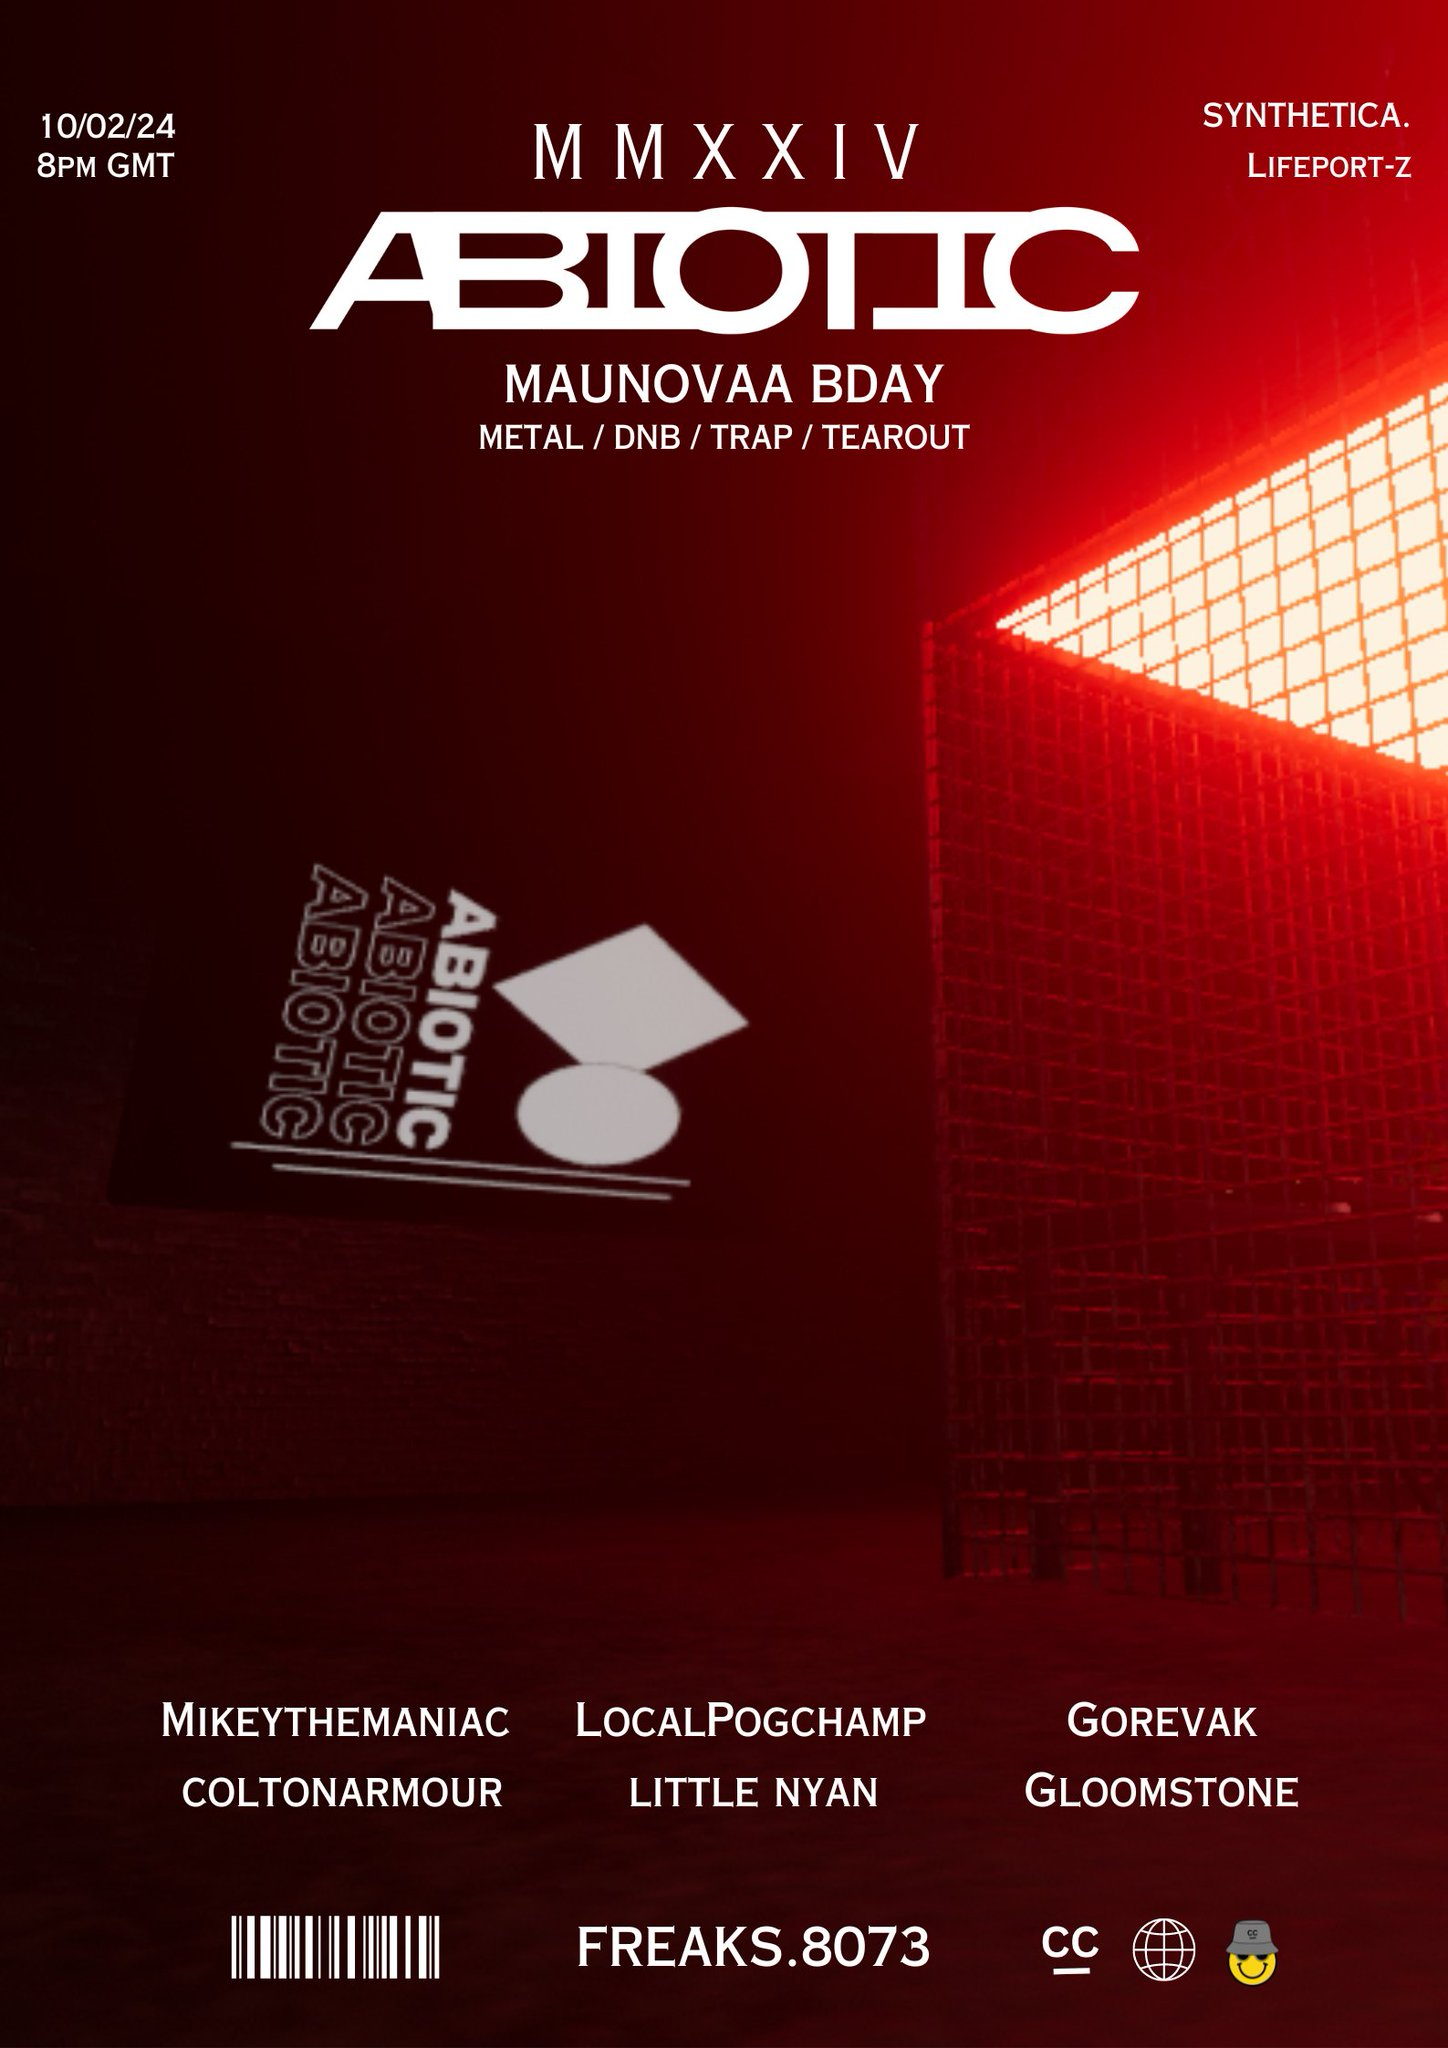 10/02/24
8PM GMT
SYNTHETICA.
LIFEPORT-Z
MMXXIV
ABIOTIC
MAUNOVAA BDAY
METAL / DNB / TRAP / TEAROUT
ABIOTIC
ABIOTIC
ABIOTIC
MIKEYTHEMANIAC
LOCALPOGCHAMP
GOREVAK
COLTONARMOUR
LITTLE NYAN
GLOOMSTONE
FREAKS.8073
CC
CC